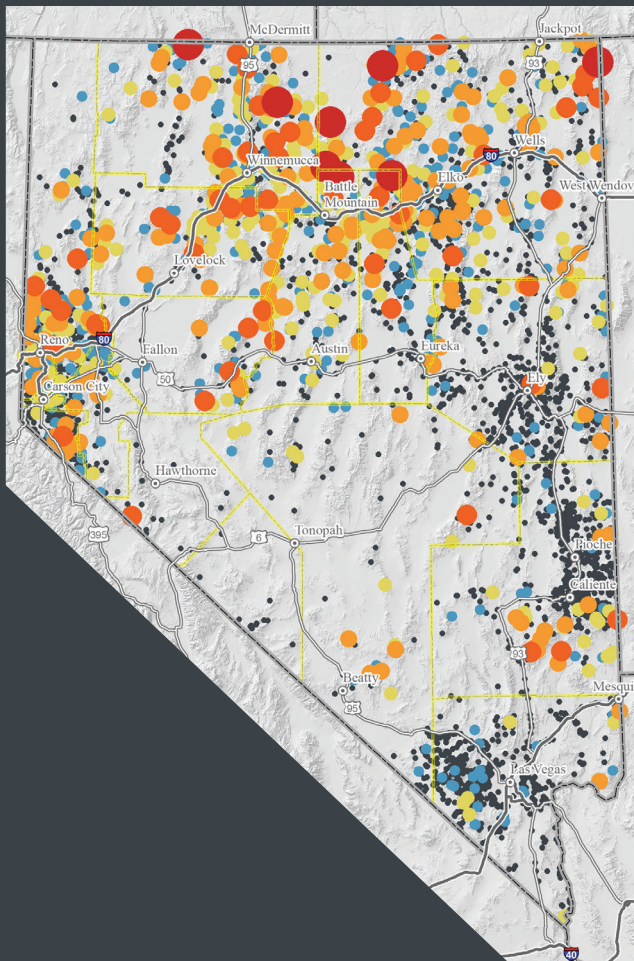 McDermitt
Jackpot
95
93
Wells
80
Winnemucca
Elko
West Wendov
Battle
Mountain
Lovelock
Reno
80
Fallon
Austin
Eureka
Ely
50
Carson City
Hawthorne
395
6
Tonopah
Pioche
Caliente
93
Beatty
95
Mesqui
Las Vegas
40